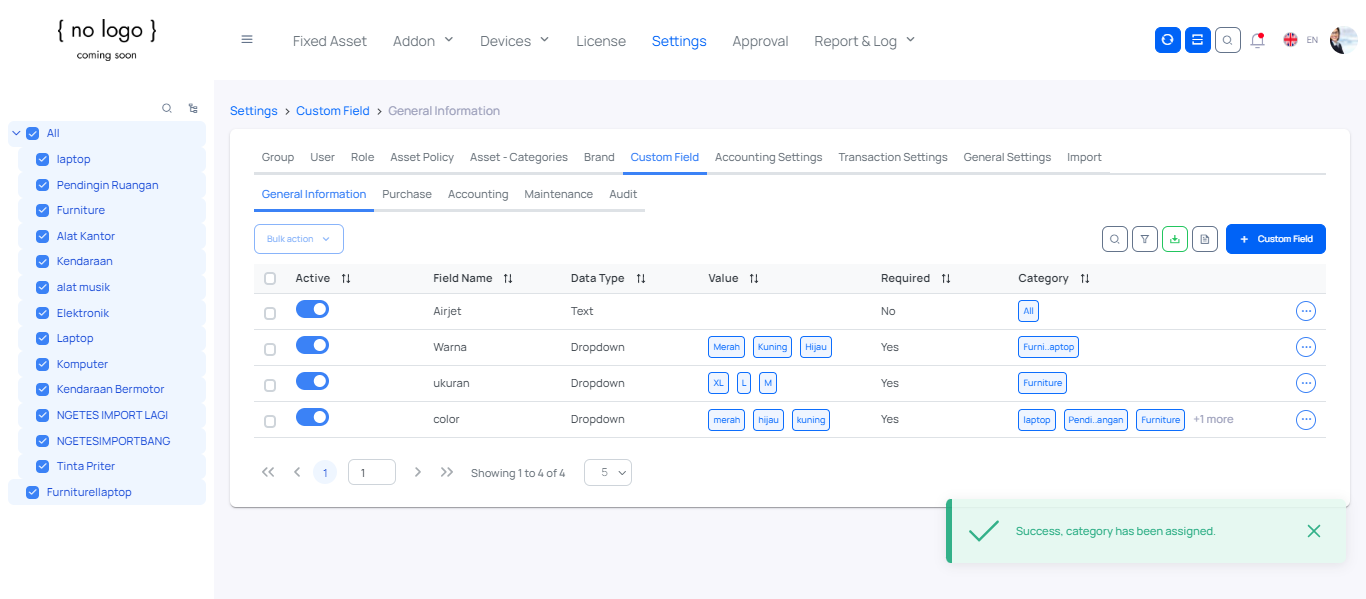 { no logo }
coming soon
Fixed Asset Addon Devices License Settings Approval Report & Log EN
All
laptop
Pendingin Ruangan
Furniture
Alat Kantor
Kendaraan
alat musik
Elektronik
Laptop
Komputer
Kendaraan Bermotor
NGETES IMPORT LAGI
NGETESIMPORTBANG
Tinta Priter
Furniturellaptop
Settings > Custom Field > General Information
Group User Role Asset Policy Asset - Categories Brand Custom Field Accounting Settings Transaction Settings General Settings Import
General Information Purchase Accounting Maintenance Audit
Bulk action + Custom Field
Active Field Name Data Type Value Required Category
Airjet Text No All
Warna Dropdown Merah Kuning Hijau Yes Furni..aptop
ukuran Dropdown XL L M Yes Furniture
color Dropdown merah hijau kuning Yes laptop Pendi..angan Furniture +1 more
1 1 Showing 1 to 4 of 4 5
Success, category has been assigned.